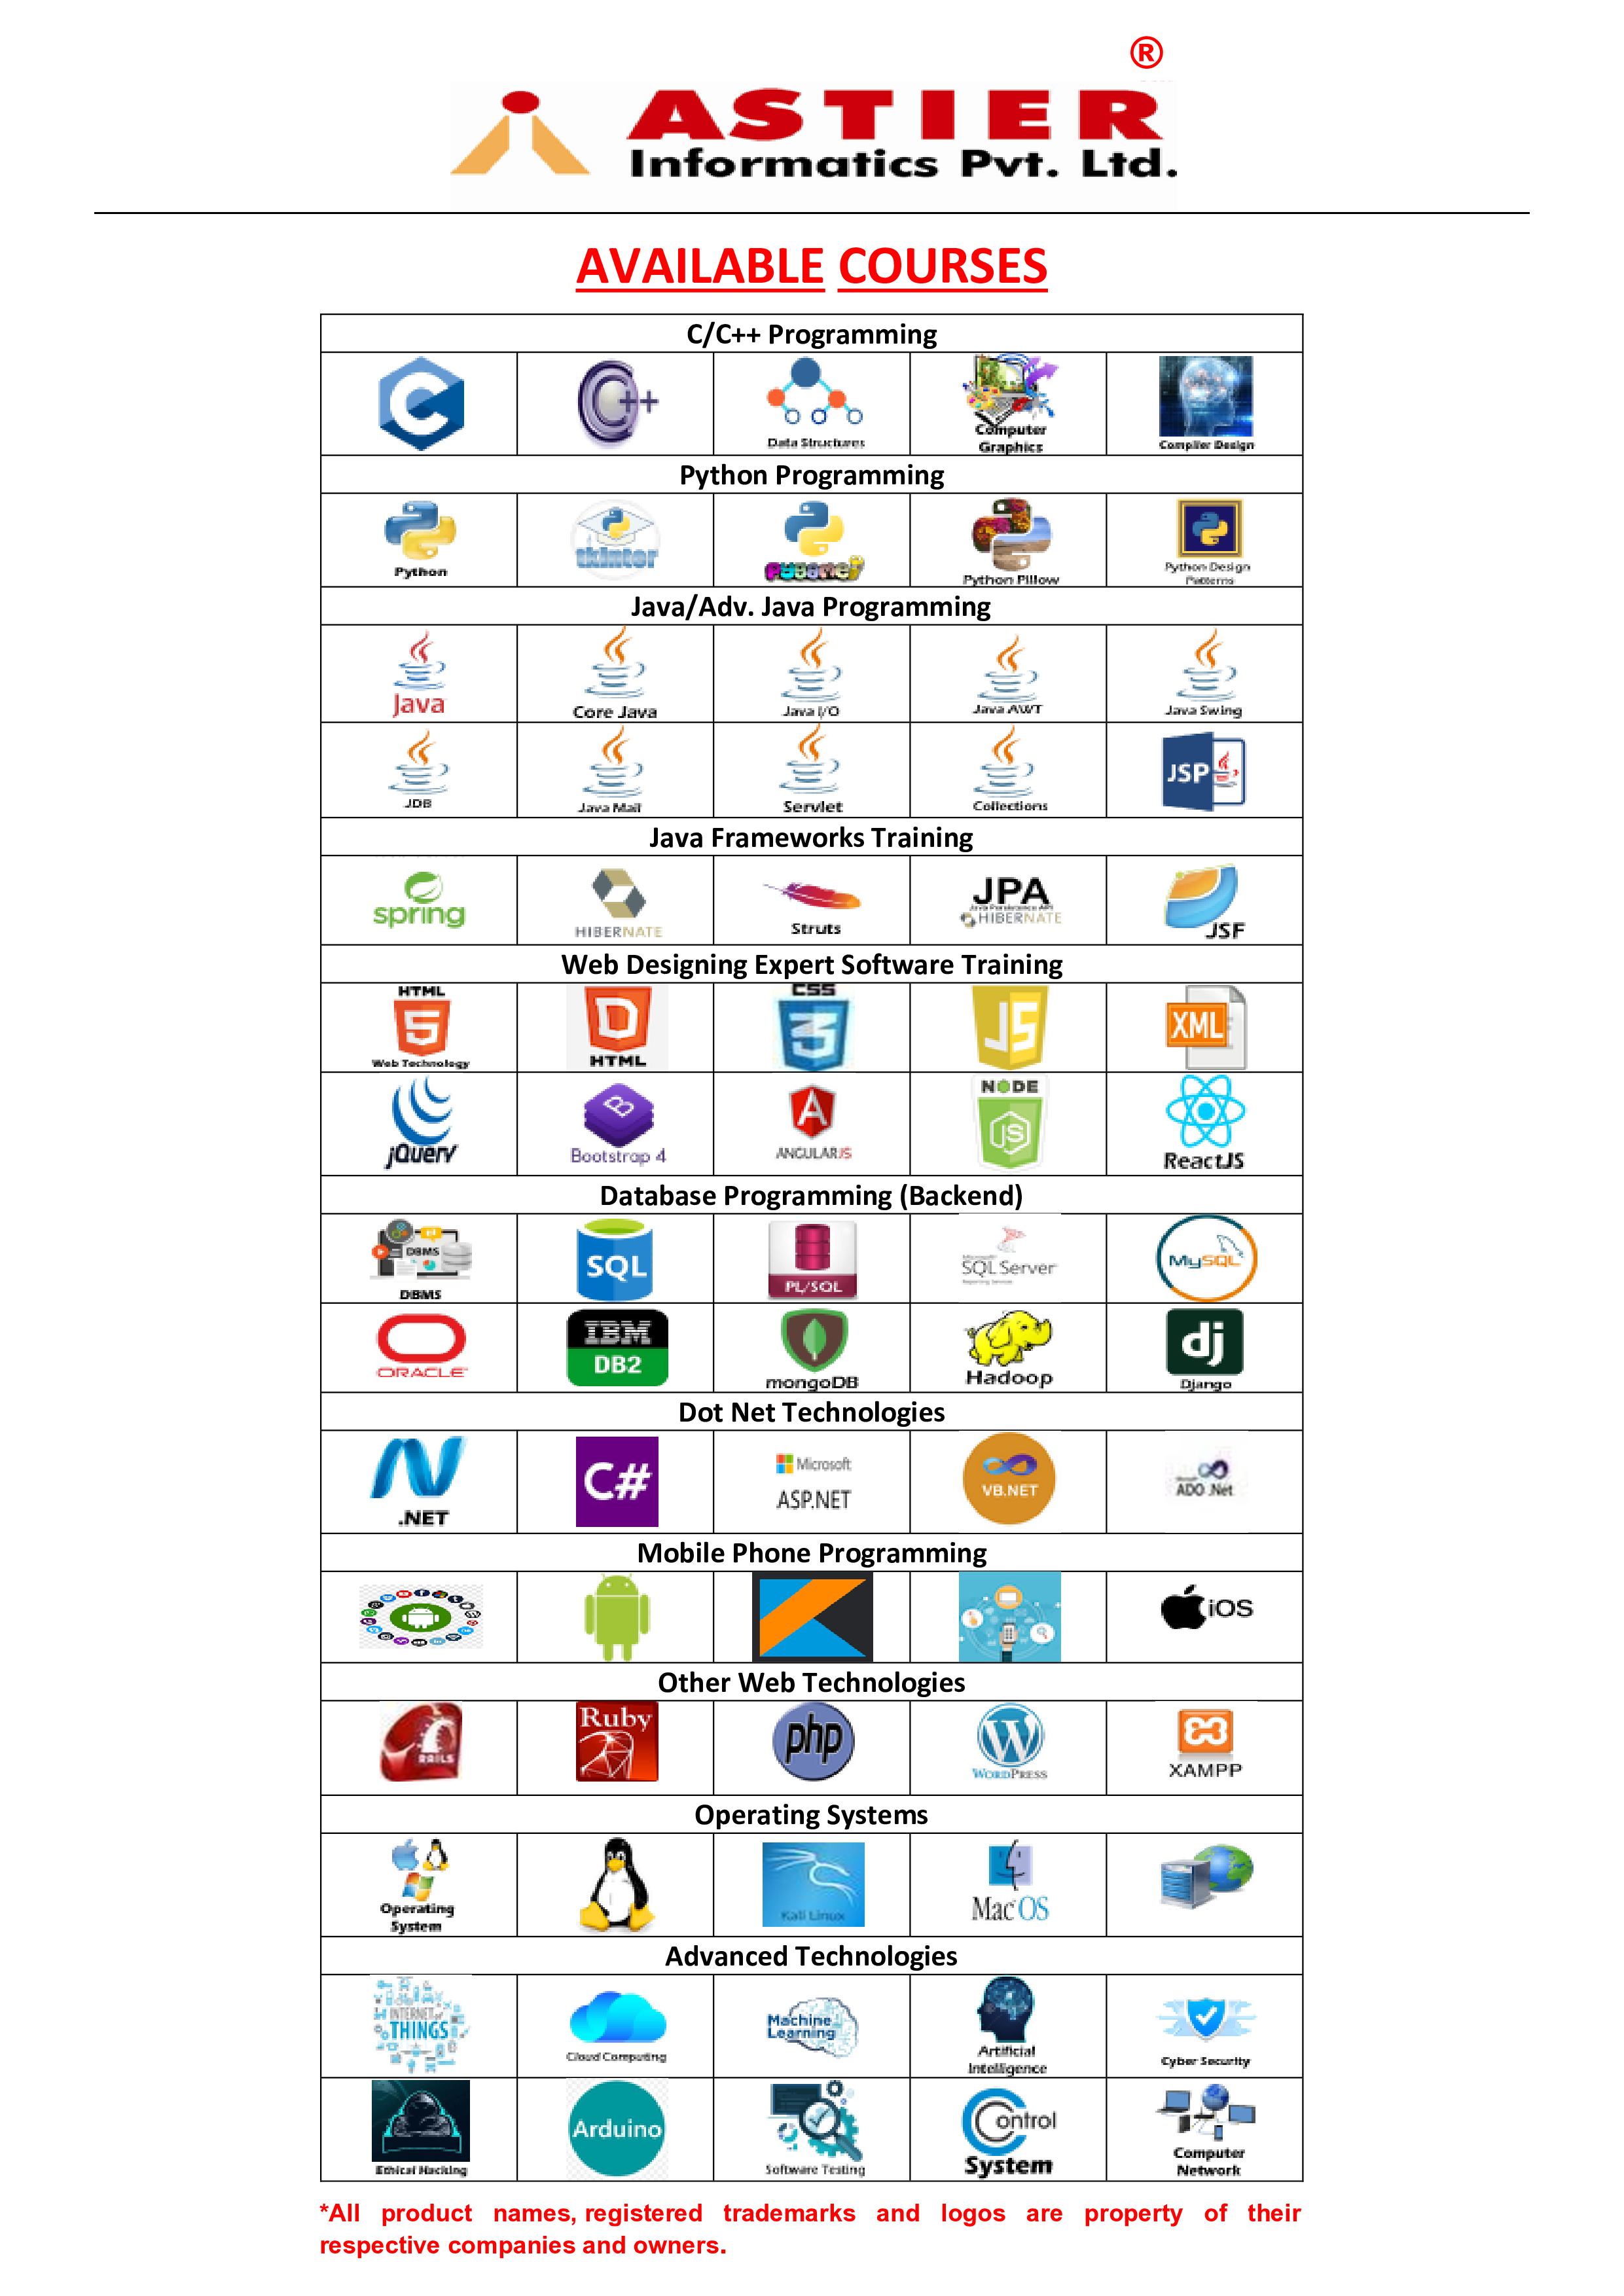 ®
ASTIER
Informatics Pvt. Ltd.
AVAILABLE COURSES
C/C++ Programming
C
C++
Data Structures
Computer
Graphics
Compiler Design
Python Programming
Python
tkinter
pygame
Python Pillow
Python Design
Patterns
Java/Adv. Java Programming
Java
Core Java
Java I/O
Java AWT
Java Swing
JDB
Java Mail
Servlet
Collections
JSP
Java Frameworks Training
spring
HIBERNATE
Struts
JPA
Java Persistence API
HIBERNATE
JSF
Web Designing Expert Software Training
HTML
5
Web Technology
D
HTML
CSS
3
JS
XML
jQuery
B
Bootstrap 4
A
ANGULARJS
NODE
JS
ReactJS
Database Programming (Backend)
DBMS
DBMS
SQL
PL/SQL
Microsoft
SQL Server
Reporting Services
MySQL
ORACLE
IBM
DB2
mongoDB
Hadoop
dj
Django
Dot Net Technologies
.NET
C#
Microsoft
ASP.NET
VB.NET
ADO .Net
Mobile Phone Programming
iOS
Other Web Technologies
RAILS
Ruby
php
WORDPRESS
XAMPP
Operating Systems
Operating
System
Kali Linux
Mac OS
Advanced Technologies
INTERNET of
THINGS
Cloud Computing
Machine
Learning
Artificial
Intelligence
Cyber Security
Ethical Hacking
Arduino
Software Testing
Control
System
Computer
Network
*All product names, registered trademarks and logos are property of their
respective companies and owners.